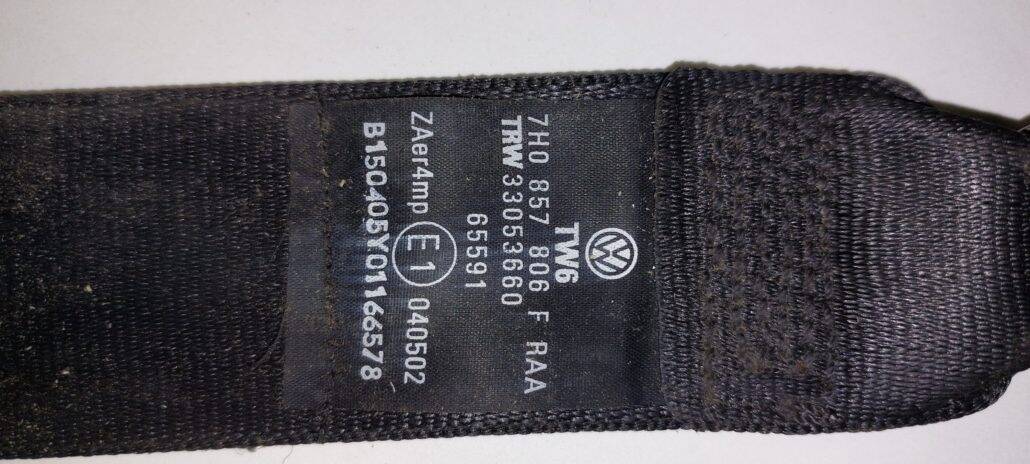 TW6
7H0 857 806 F RAA
TRW 33053660
65591
ZAer4mp E1 040502
B150405Y01166578